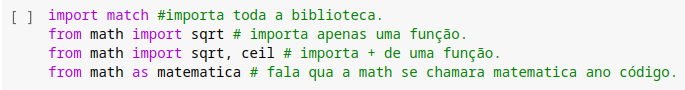 [ ] import match #importa toda a biblioteca.
from math import sqrt # importa apenas uma função.
from math import sqrt, ceil # importa + de uma função.
from math as matematica # fala qua a math se chamara matematica ano código.